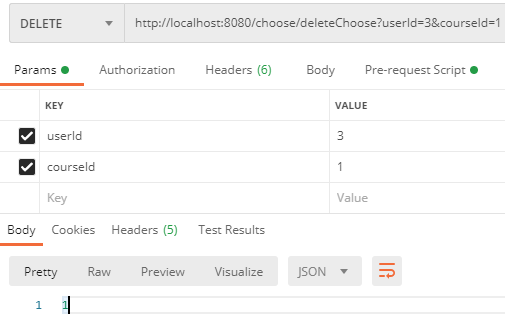 DELETE http://localhost:8080/choose/deleteChoose?userId=3&courseId=1
Params Authorization Headers (6) Body Pre-request Script
KEY VALUE
userId 3
courseId 1
Key Value
Body Cookies Headers (5) Test Results
Pretty Raw Preview Visualize JSON
1 1